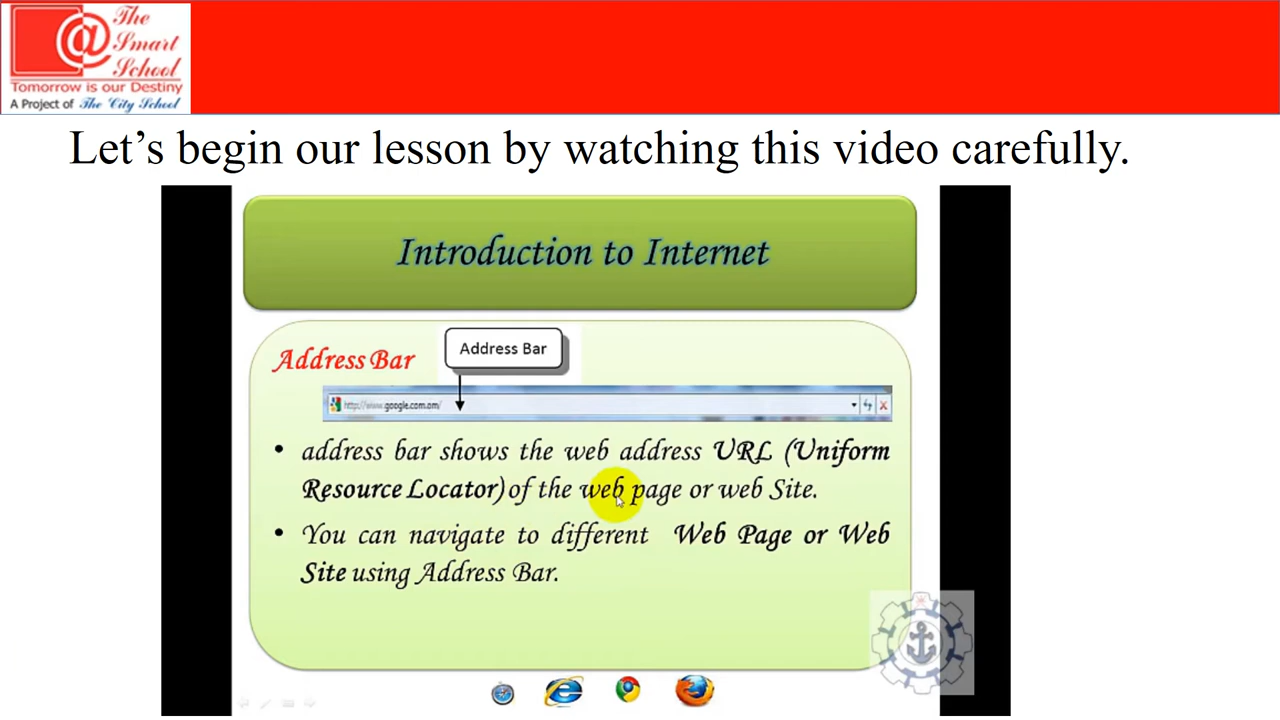 The
Smart
School
Tomorrow is our Destiny
A Project of The City School
Let's begin our lesson by watching this video carefully.
Introduction to Internet
Address Bar
Address Bar
http://www.google.com.om/
• address bar shows the web address URL (Uniform
Resource Locator)of the web page or web Site.
• You can navigate to different Web Page or Web
Site using Address Bar.